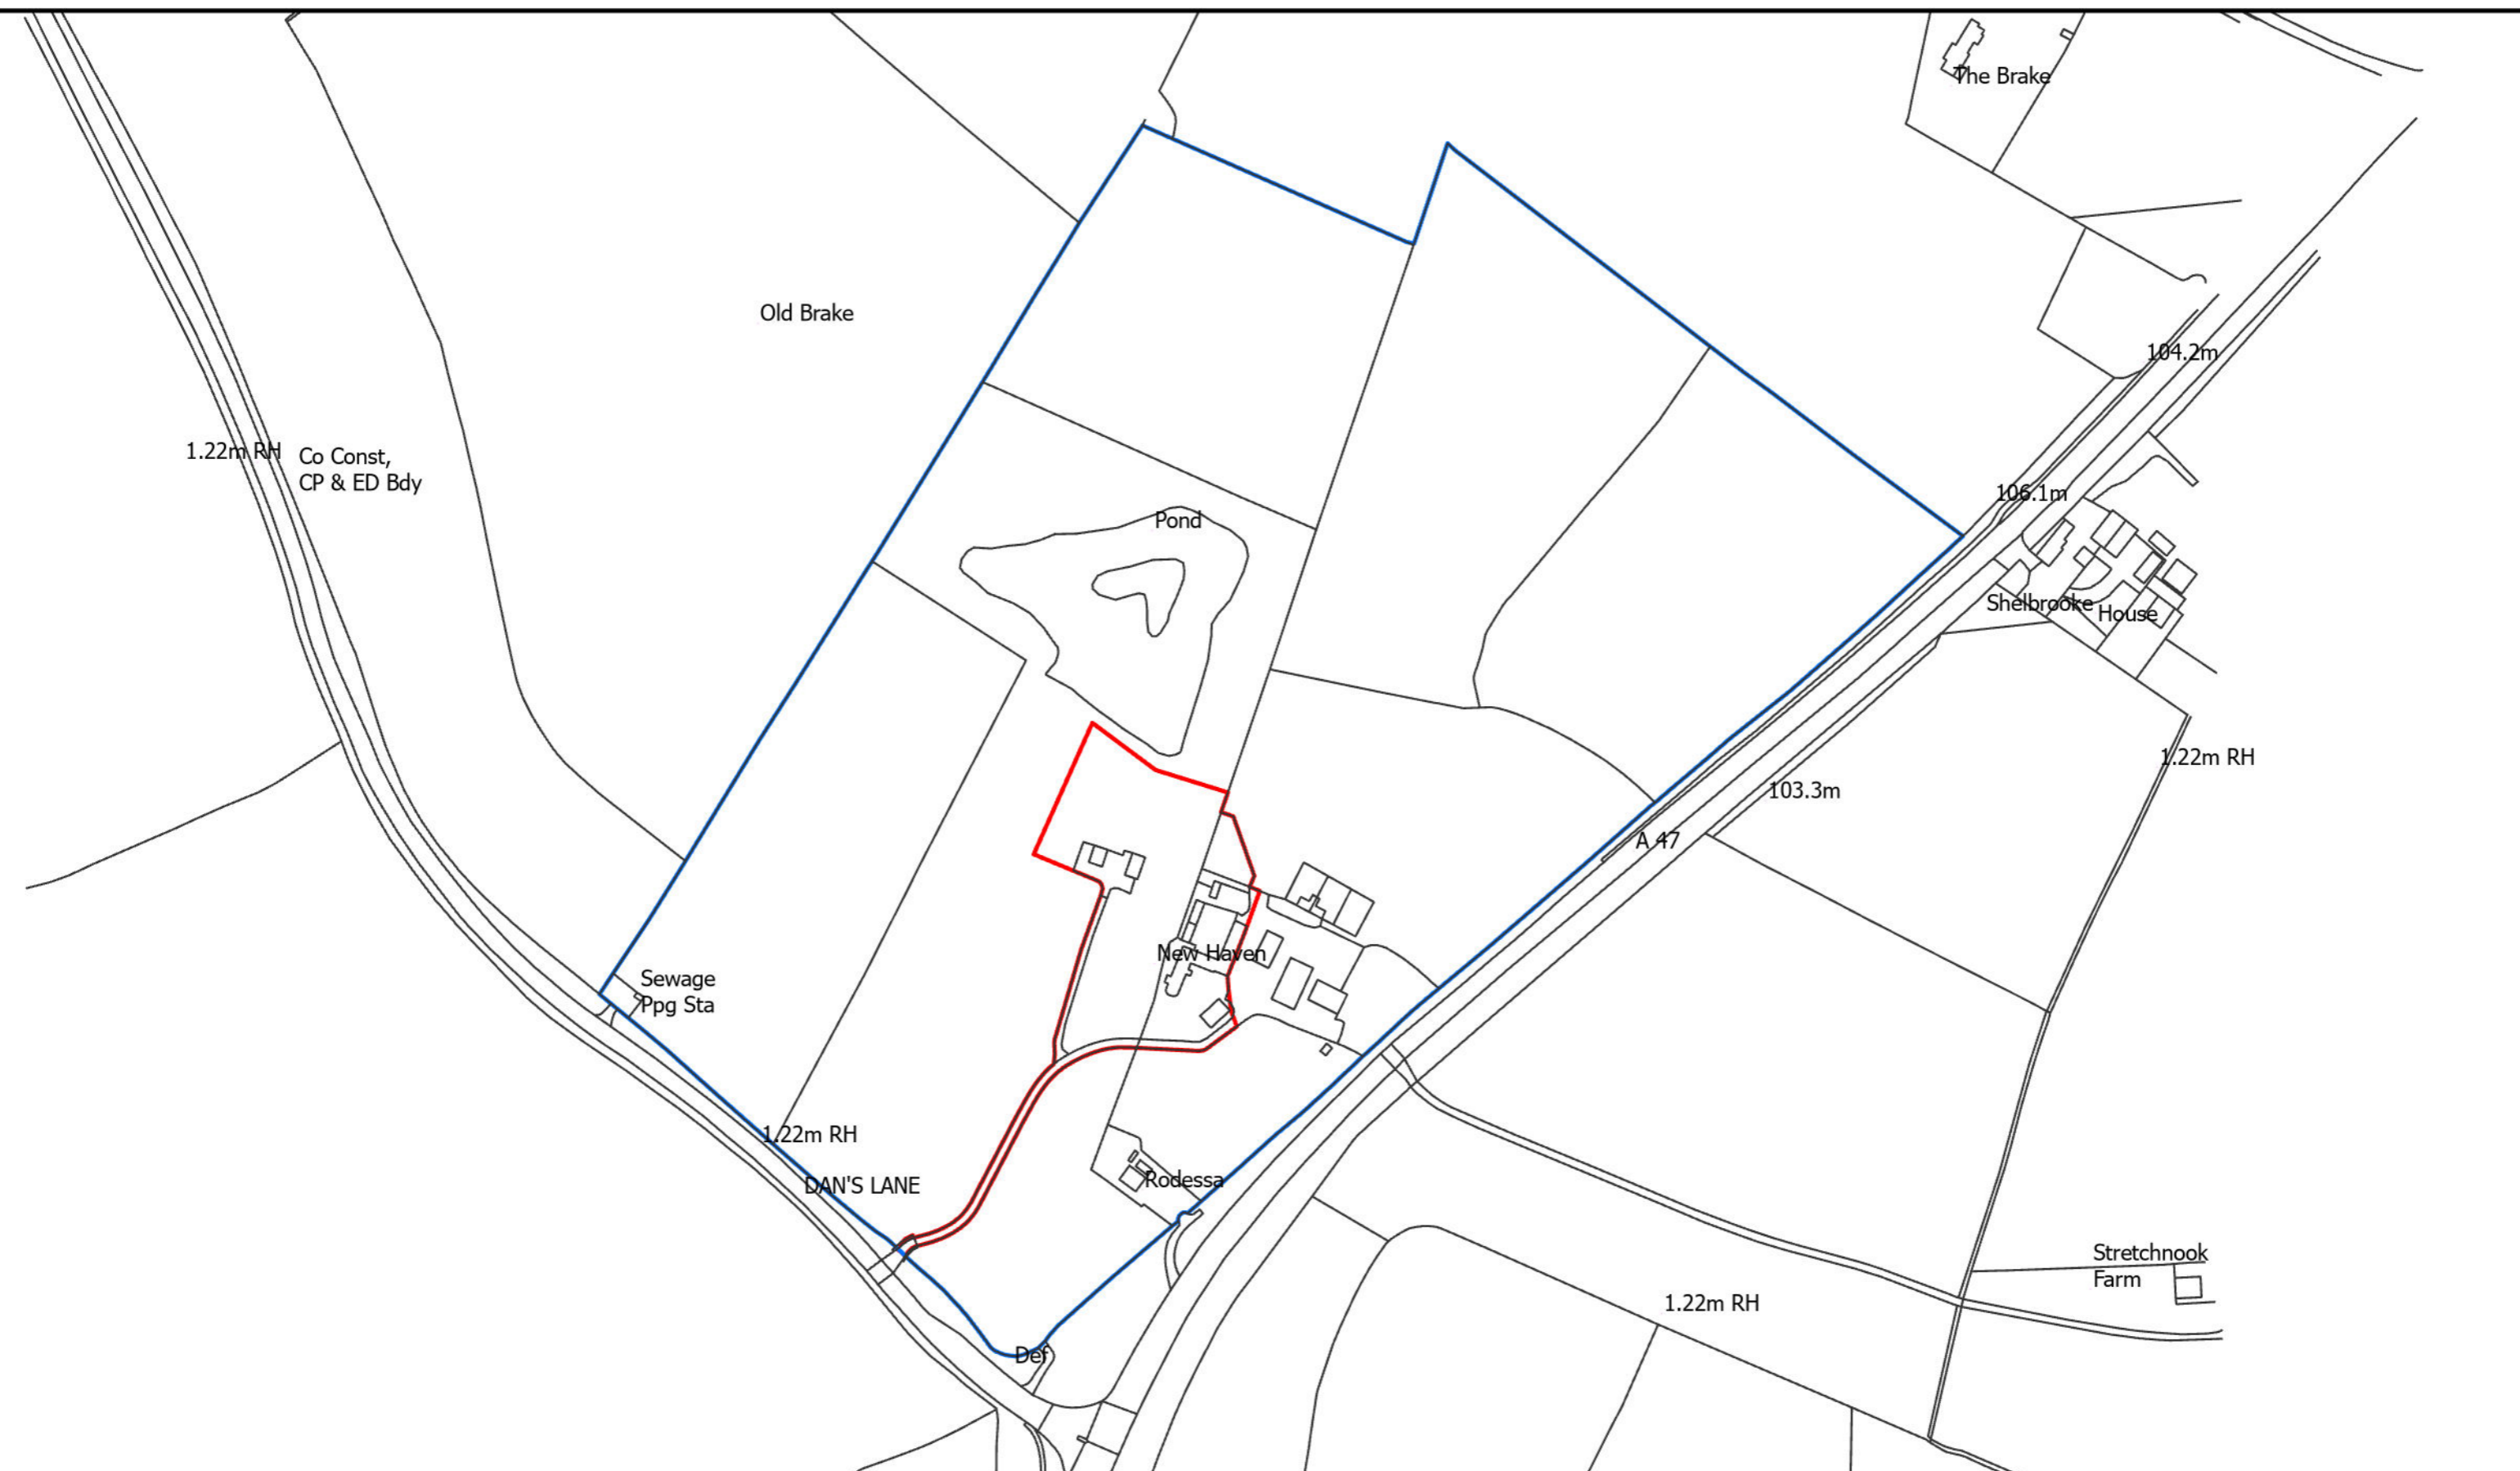 The Brake
Old Brake
104.2m
1.22m RH
Co Const,
CP & ED Bdy
106.1m
Pond
Shelbrooke House
1.22m RH
103.3m
A 47
New Haven
Sewage
Ppg Sta
1.22m RH
DAN'S LANE
Rodessa
Stretchnook
Farm
1.22m RH
Def